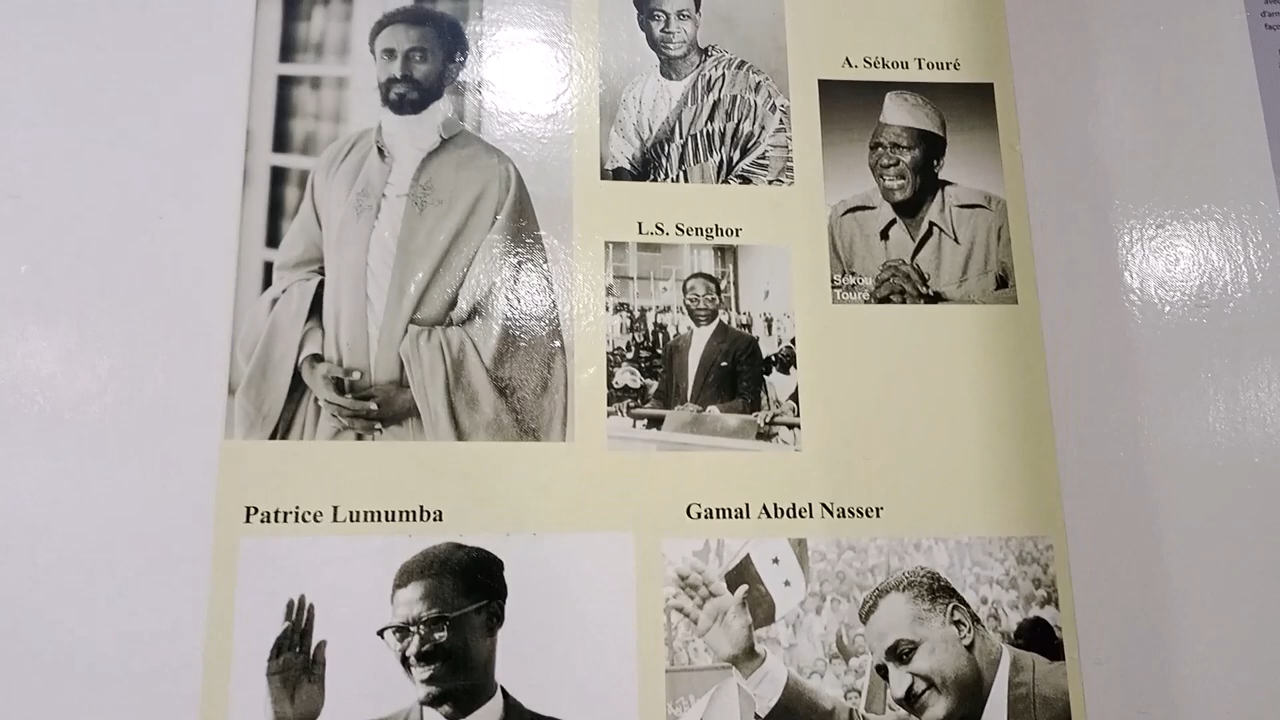 A. Sékou Touré
Sékou
Touré
L.S. Senghor
Patrice Lumumba
Gamal Abdel Nasser